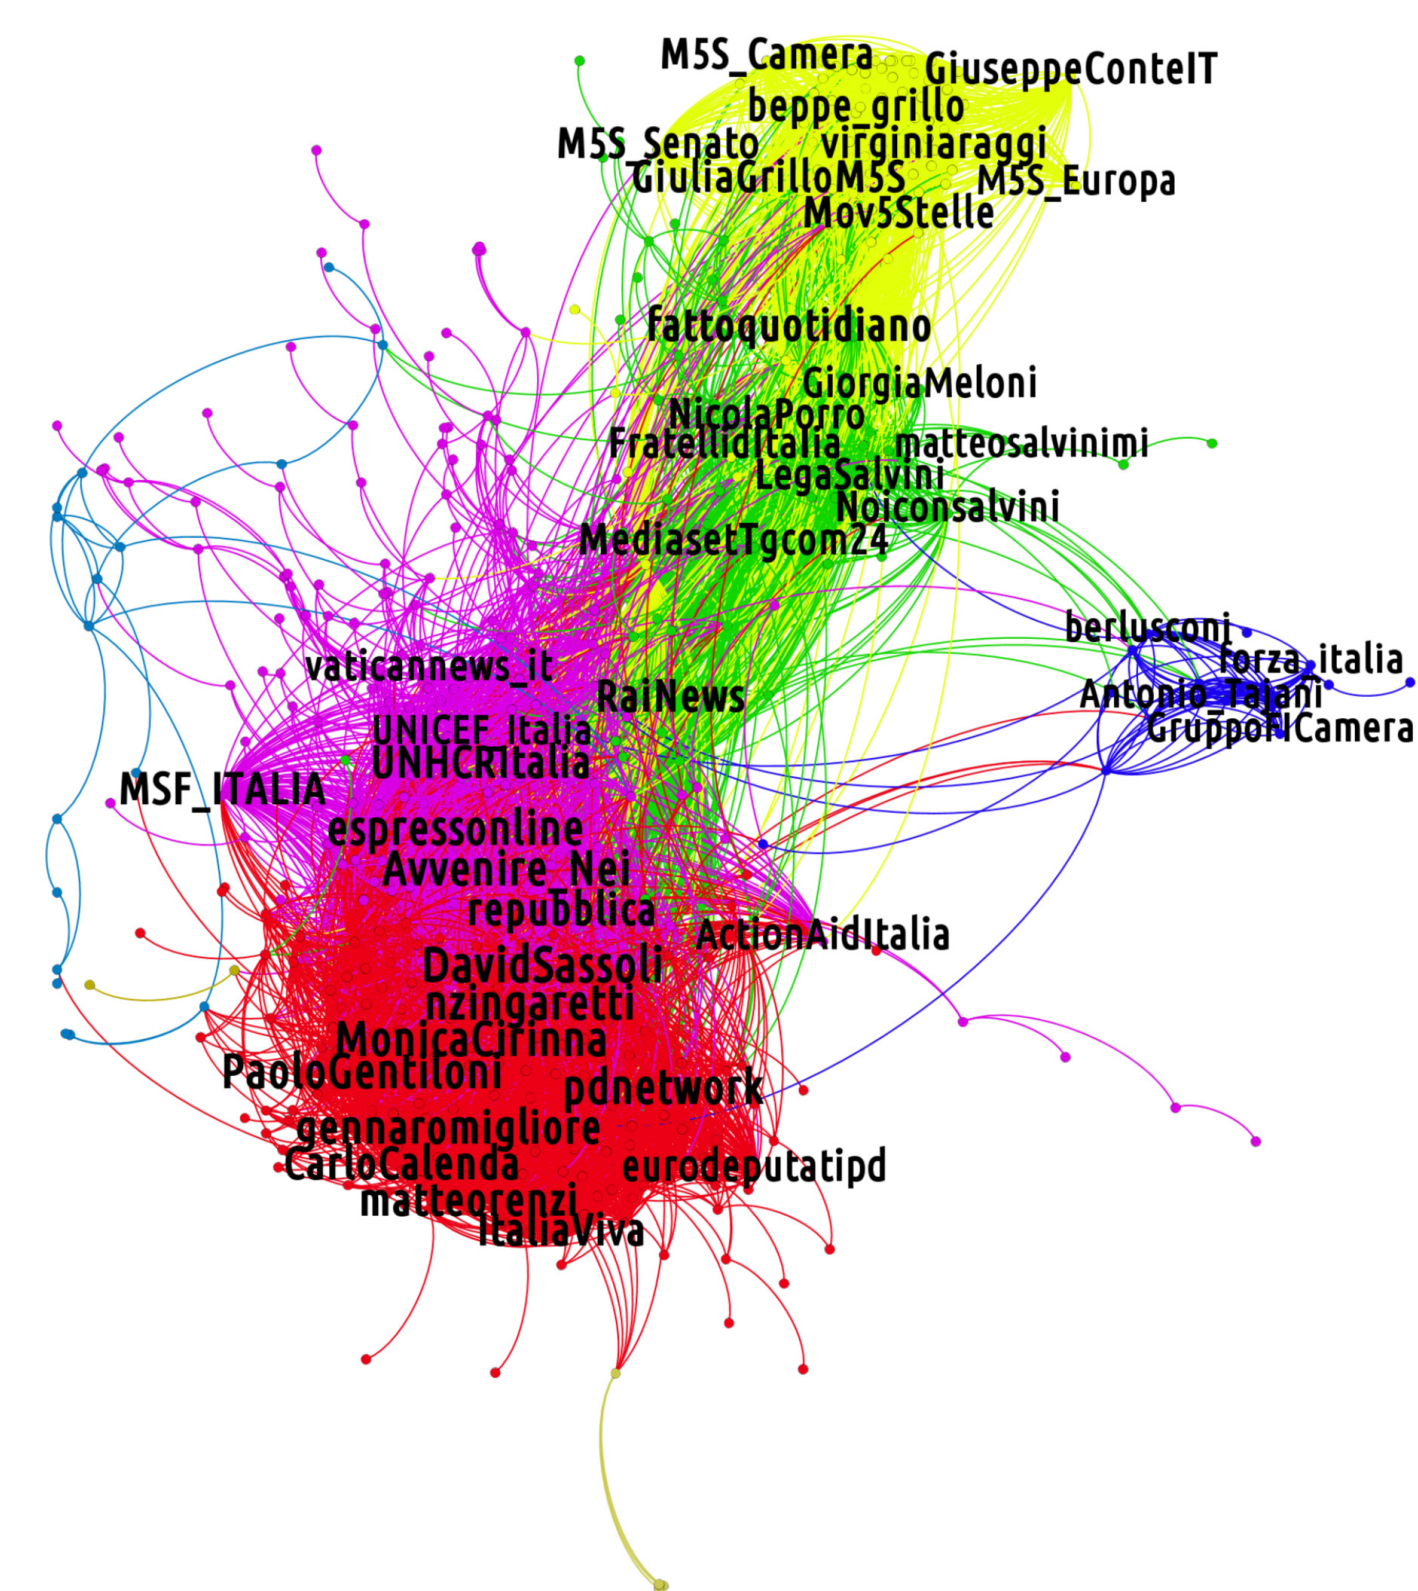 M5S_Camera
GiuseppeConteIT
beppe_grillo
M5S_Senato
virginiaraggi
GiuliaGrilloM5S
M5S_Europa
Mov5Stelle
fattoquotidiano
GiorgiaMeloni
NicolaPorro
FratellidItalia
matteosalvinimi
LegaSalvini
Noiconsalvini
MediasetTgcom24
berlusconi
forza_italia
vaticannews_it
RaiNews
Antonio_Tajani
UNICEF_Italia
GruppoFICamera
UNHCRItalia
MSF_ITALIA
espressonline
Avvenire_Nei
repubblica
ActionAidItalia
DavidSassoli
nzingaretti
MonicaCirinna
PaoloGentiloni
pdnetwork
gennaromigliore
CarloCalenda
eurodeputatipd
matteorenzi
ItaliaViva